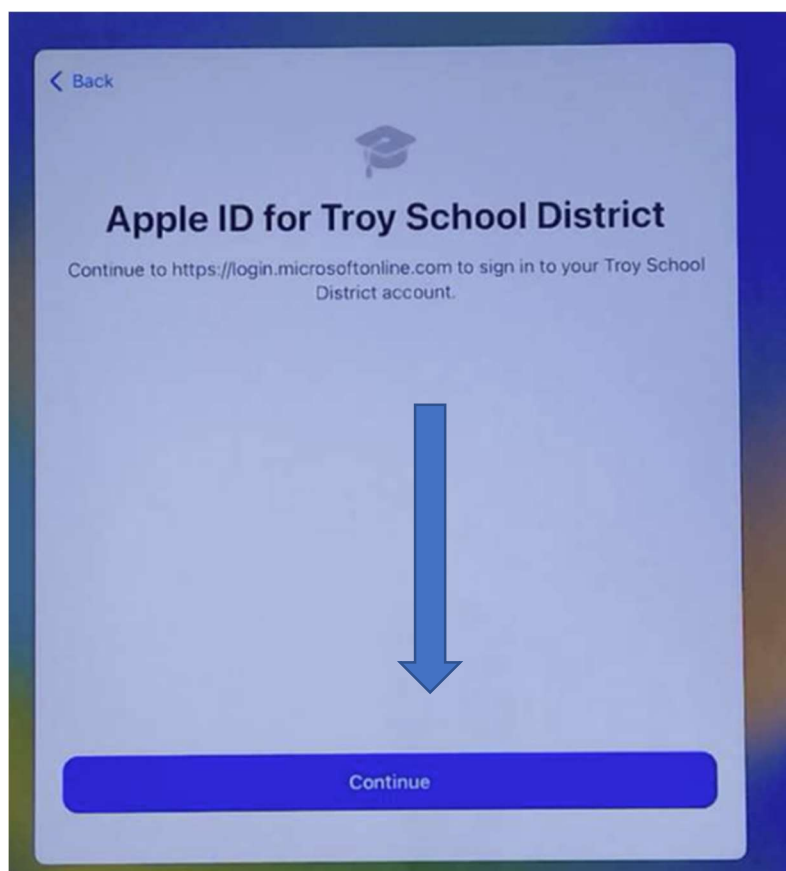 Back
Apple ID for Troy School District
Continue to https://login.microsoftonline.com to sign in to your Troy School
District account.
Continue